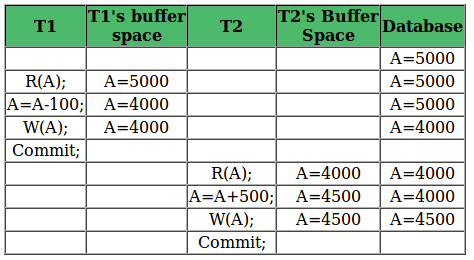 T1 T1's buffer space T2 T2's Buffer Space Database
A=5000
R(A); A=5000 A=5000
A=A-100; A=4000 A=5000
W(A); A=4000 A=4000
Commit;
R(A); A=4000 A=4000
A=A+500; A=4500 A=4000
W(A); A=4500 A=4500
Commit;